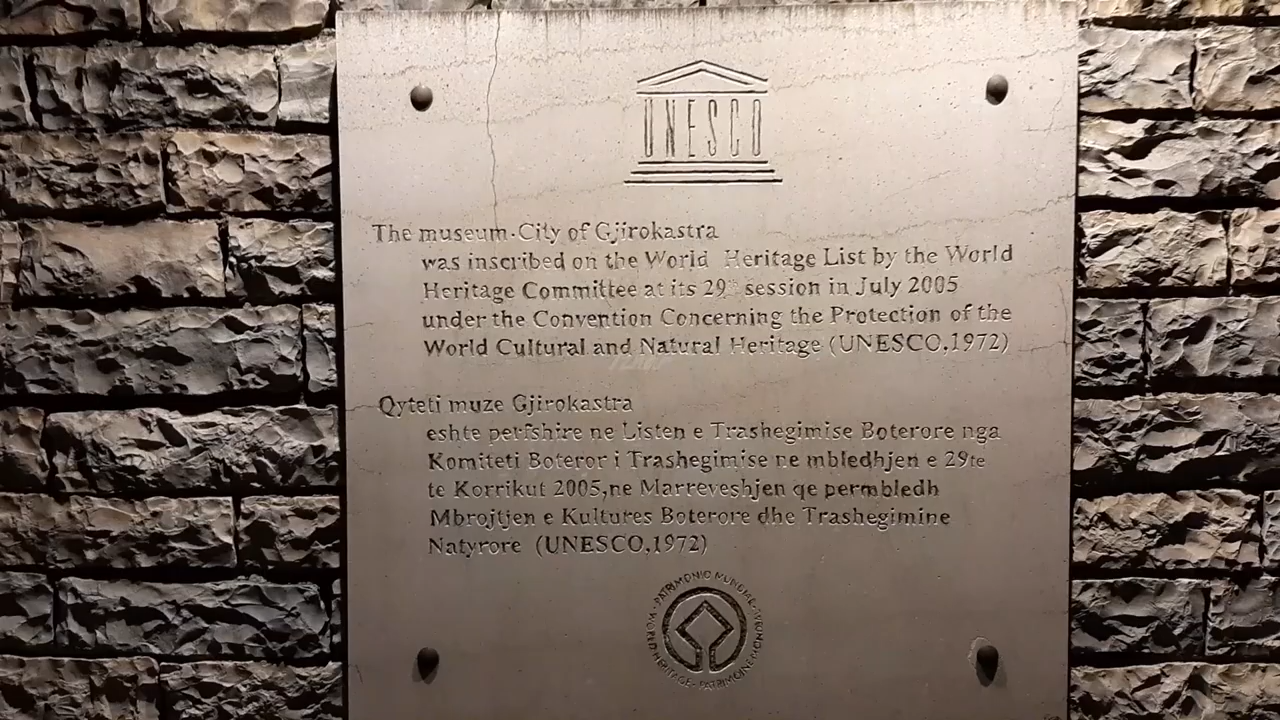 UNESCO
The museum-City of Gjirokastra
was inscribed on the World Heritage List by the World
Heritage Committee at its 29th session in July 2005
under the Convention Concerning the Protection of the
World Cultural and Natural Heritage (UNESCO,1972)
Qyteti muze Gjirokastra
eshte perfshire ne Listen e Trashegimise Boterore nga
Komiteti Boteror i Trashegimise ne mbledhjen e 29te
te Korrikut 2005,ne Marreveshjen qe permbledh
Mbrojtjen e Kultures Boterore dhe Trashegimine
Natyrore (UNESCO,1972)
WORLD HERITAGE · PATRIMOINE MONDIAL · PATRIMONIO MUNDIAL ·